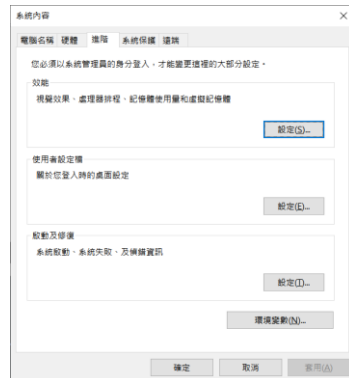 系統內容
電腦名稱 硬體 進階 系統保護 遠端
您必須以系統管理員的身分登入，才能變更這裡的大部分設定。
效能
視覺效果、處理器排程、記憶體使用量和虛擬記憶體
設定(S)...
使用者設定檔
關於您登入時的桌面設定
設定(E)...
啟動及修復
系統啟動、系統失敗、及偵錯資訊
設定(T)...
環境變數(N)...
確定 取消 套用(A)